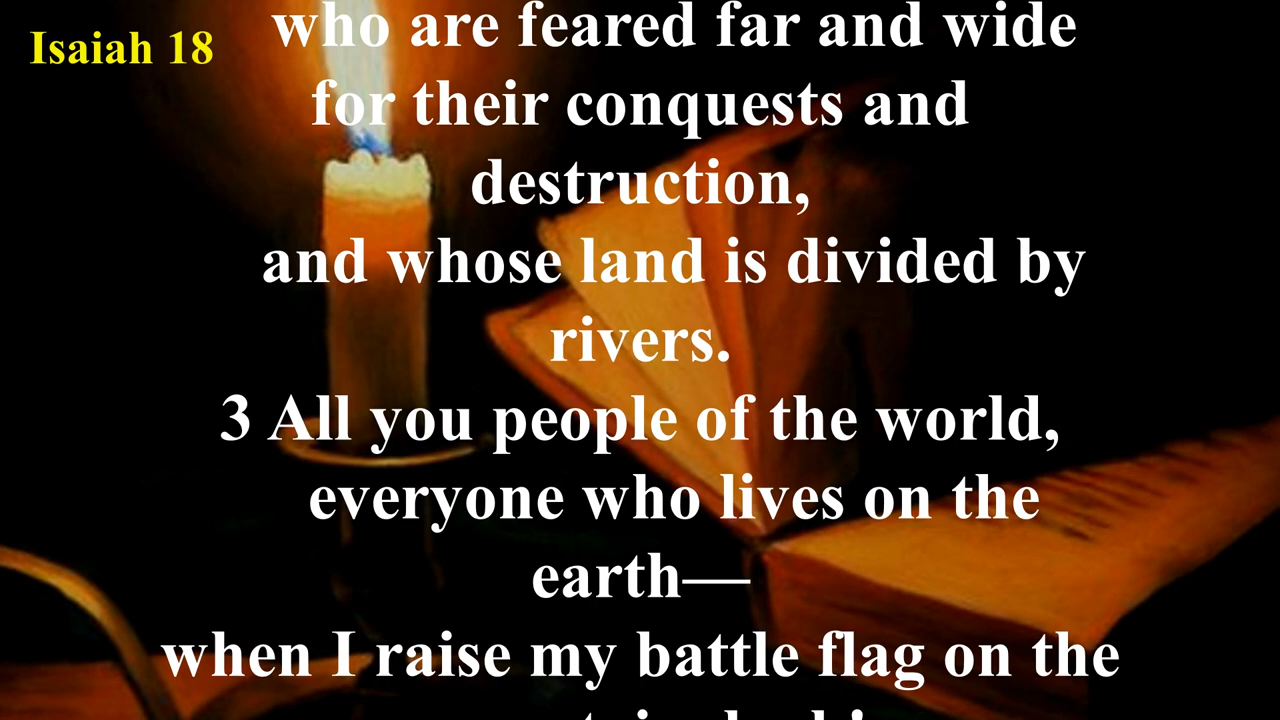 Isaiah 18
who are feared far and wide
for their conquests and
destruction,
and whose land is divided by
rivers.
3 All you people of the world,
everyone who lives on the
earth—
when I raise my battle flag on the